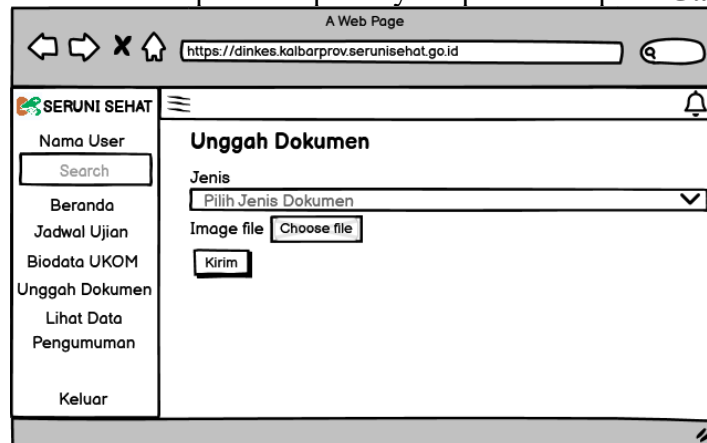 A Web Page
https://dinkes.kalbarprov.serunisehat.go.id
SERUNI SEHAT
Nama User
Search
Beranda
Jadwal Ujian
Biodata UKOM
Unggah Dokumen
Lihat Data
Pengumuman
Keluar
Unggah Dokumen
Jenis
Pilih Jenis Dokumen
Image file Choose file
Kirim